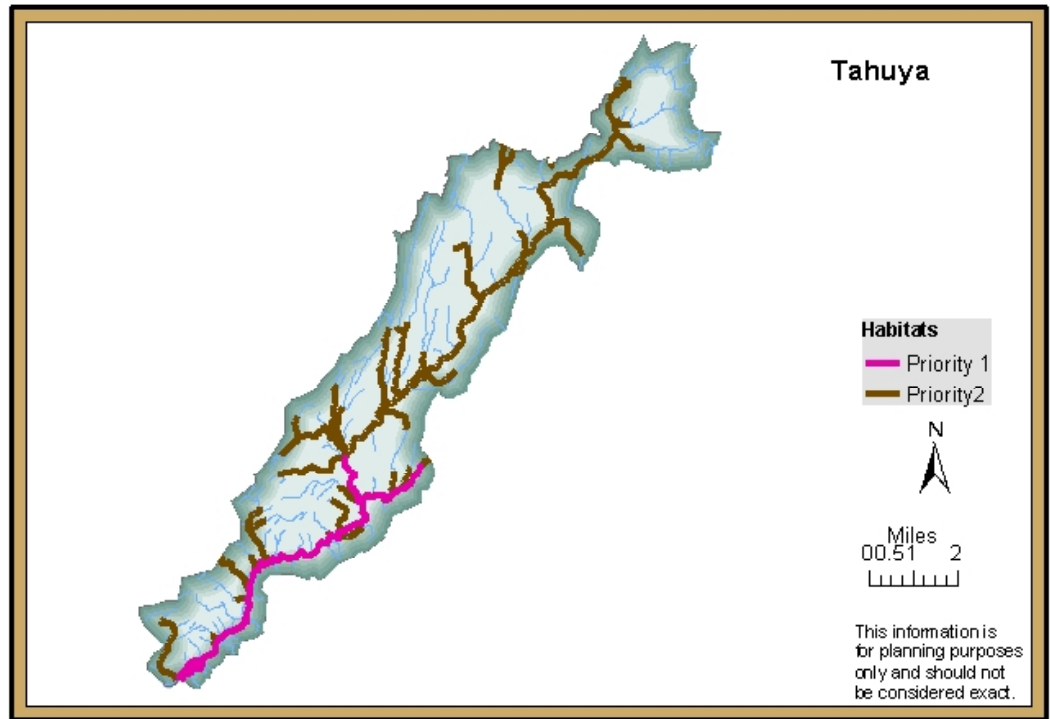 Tahuya
Habitats
Priority 1
Priority2
N
Miles
00.51 2
This information is
for planning purposes
only and should not
be considered exact.